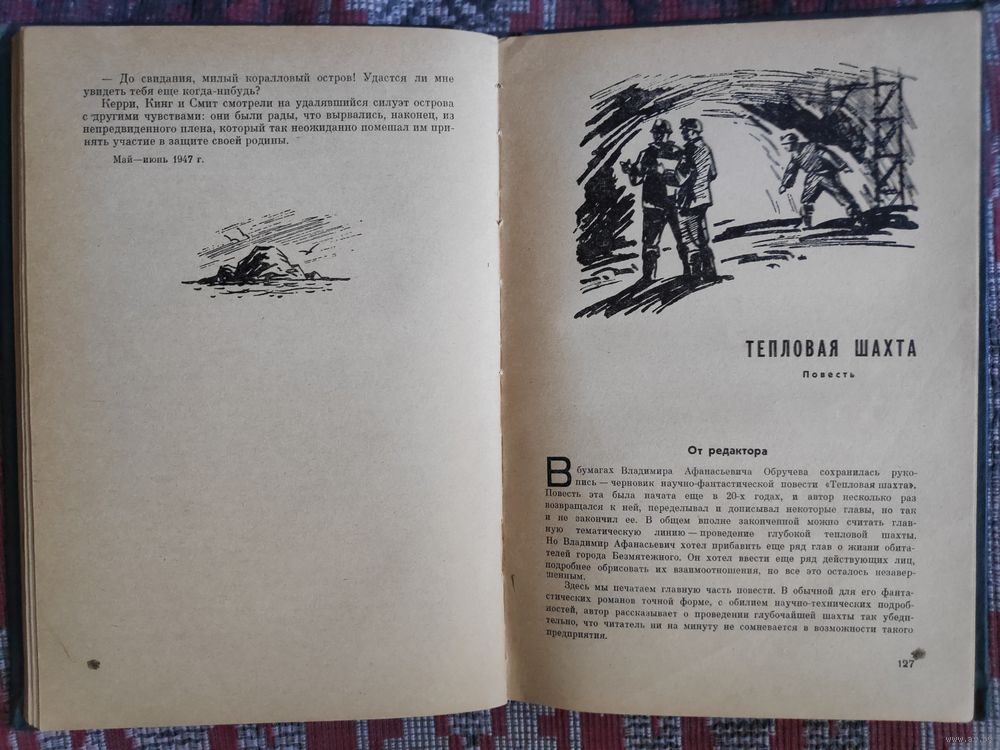 — До свидания, милый коралловый остров! Удастся ли мне
увидеть тебя еще когда-нибудь?
Керри, Кинг и Смит смотрели на удалявшийся силуэт острова
с другими чувствами: они были рады, что вырвались, наконец, из
непредвиденного плена, который так неожиданно помешал им при-
нять участие в защите своей родины.
Май—июнь 1947 г.
ТЕПЛОВАЯ ШАХТА
Повесть
От редактора
В бумагах Владимира Афанасьевича Обручева сохранилась руко-
пись — черновик научно-фантастической повести «Тепловая шахта».
Повесть эта была начата еще в 20-х годах, и автор несколько раз
возвращался к ней, переделывал и дописывал некоторые главы, но так
и не закончил ее. В общем вполне законченной можно считать глав-
ную тематическую линию — проведение глубокой тепловой шахты.
Но Владимир Афанасьевич хотел прибавить еще ряд глав о жизни обита-
телей города Безмятежного. Он хотел ввести еще ряд действующих лиц,
подробнее обрисовать их взаимоотношения, но все это осталось незавер-
шенным.
Здесь мы печатаем главную часть повести. В обычной для его фанта-
стических романов точной форме, с обилием научно-технических подроб-
ностей, автор рассказывает о проведении глубочайшей шахты так убеди-
тельно, что читатель ни на минуту не сомневается в возможности такого
предприятия.
127